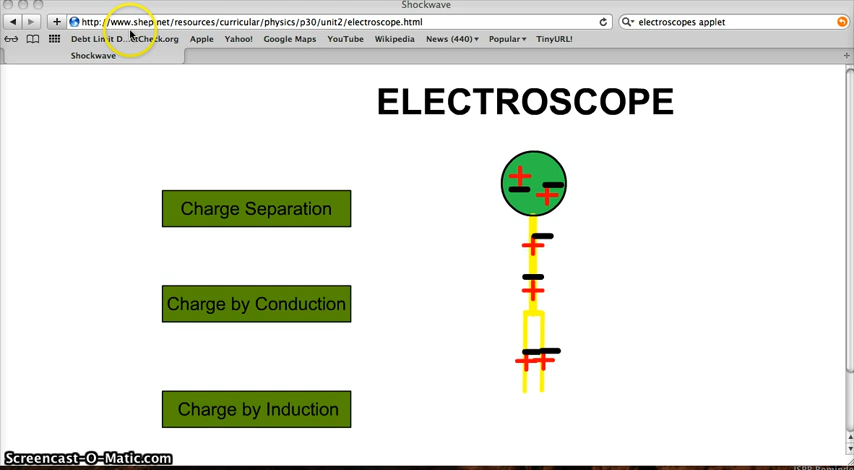 Shockwave
http://www.shep.net/resources/curricular/physics/p30/unit2/electroscope.html
electroscopes applet
Apple Yahoo! Google Maps YouTube Wikipedia News (440) Popular TinyURL!
Shockwave
ELECTROSCOPE
Charge Separation
Charge by Conduction
Charge by Induction
Screencast-O-Matic.com